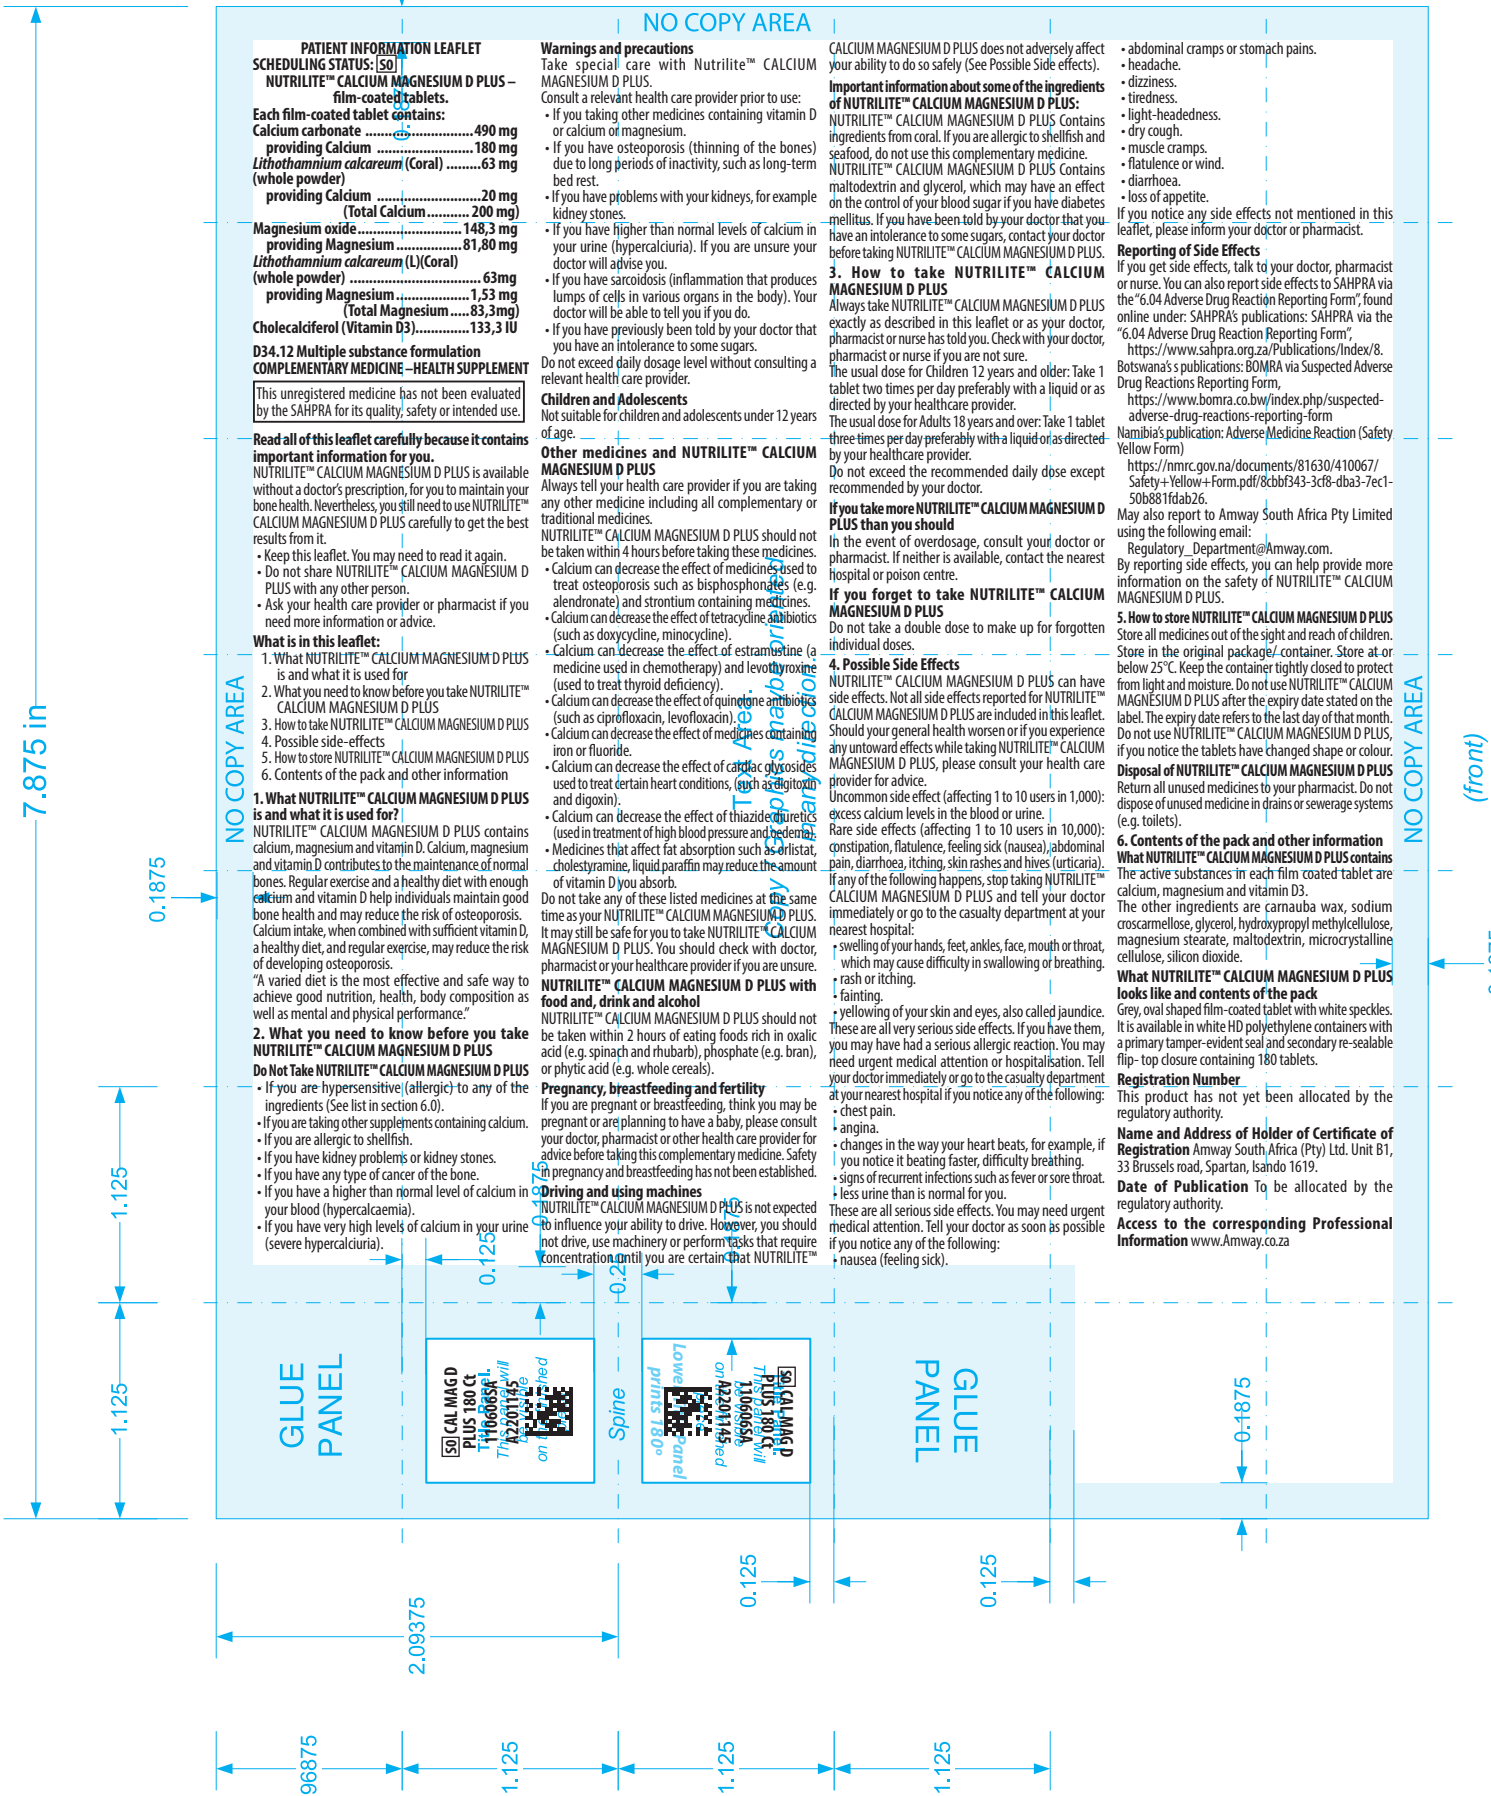 NO COPY AREA
PATIENT INFORMATION LEAFLET
SCHEDULING STATUS: S0
NUTRILITE™ CALCIUM MAGNESIUM D PLUS –
film-coated tablets.
Each film-coated tablet contains:
Calcium carbonate ...........................490 mg
providing Calcium ........................180 mg
Lithothamnium calcareum (Coral) .........63 mg
(whole powder)
providing Calcium ..........................20 mg
(Total Calcium........... 200 mg)
Magnesium oxide.......................... 148,3 mg
providing Magnesium .................81,80 mg
Lithothamnium calcareum (L)(Coral)
(whole powder) .................................63mg
providing Magnesium...................1,53 mg
(Total Magnesium .....83,3mg)
Cholecalciferol (Vitamin D3)..............133,3 IU
D34.12 Multiple substance formulation
COMPLEMENTARY MEDICINE –HEALTH SUPPLEMENT
This unregistered medicine has not been evaluated
by the SAHPRA for its quality, safety or intended use.
Read all of this leaflet carefully because it contains
important information for you.
NUTRILITE™ CALCIUM MAGNESIUM D PLUS is available
without a doctor's prescription, for you to maintain your
bone health. Nevertheless, you still need to use NUTRILITE™
CALCIUM MAGNESIUM D PLUS carefully to get the best
results from it.
• Keep this leaflet. You may need to read it again.
• Do not share NUTRILITE™ CALCIUM MAGNESIUM D
PLUS with any other person.
• Ask your health care provider or pharmacist if you
need more information or advice.
What is in this leaflet:
1. What NUTRILITE™ CALCIUM MAGNESIUM D PLUS
is and what it is used for
2. What you need to know before you take NUTRILITE™
CALCIUM MAGNESIUM D PLUS
3. How to take NUTRILITE™ CALCIUM MAGNESIUM D PLUS
4. Possible side-effects
5. How to store NUTRILITE™ CALCIUM MAGNESIUM D PLUS
6. Contents of the pack and other information
1. What NUTRILITE™ CALCIUM MAGNESIUM D PLUS
is and what it is used for?
NUTRILITE™ CALCIUM MAGNESIUM D PLUS contains
calcium, magnesium and vitamin D. Calcium, magnesium
and vitamin D contributes to the maintenance of normal
bones. Regular exercise and a healthy diet with enough
calcium and vitamin D help individuals maintain good
bone health and may reduce the risk of osteoporosis.
Calcium intake, when combined with sufficient vitamin D,
a healthy diet, and regular exercise, may reduce the risk
of developing osteoporosis.
"A varied diet is the most effective and safe way to
achieve good nutrition, health, body composition as
well as mental and physical performance."
2. What you need to know before you take
NUTRILITE™ CALCIUM MAGNESIUM D PLUS
Do Not Take NUTRILITE™ CALCIUM MAGNESIUM D PLUS
• If you are hypersensitive (allergic) to any of the
ingredients (See list in section 6.0).
• If you are taking other supplements containing calcium.
• If you are allergic to shellfish.
• If you have kidney problems or kidney stones.
• If you have any type of cancer of the bone.
• If you have a higher than normal level of calcium in
your blood (hypercalcaemia).
• If you have very high levels of calcium in your urine
(severe hypercalciuria).
Warnings and precautions
Take special care with Nutrilite™ CALCIUM
MAGNESIUM D PLUS.
Consult a relevant health care provider prior to use:
• If you taking other medicines containing vitamin D
or calcium or magnesium.
• If you have osteoporosis (thinning of the bones)
due to long periods of inactivity, such as long-term
bed rest.
• If you have problems with your kidneys, for example
kidney stones.
• If you have higher than normal levels of calcium in
your urine (hypercalciuria). If you are unsure your
doctor will advise you.
• If you have sarcoidosis (inflammation that produces
lumps of cells in various organs in the body). Your
doctor will be able to tell you if you do.
• If you have previously been told by your doctor that
you have an intolerance to some sugars.
Do not exceed daily dosage level without consulting a
relevant health care provider.
Children and Adolescents
Not suitable for children and adolescents under 12 years
of age.
Other medicines and NUTRILITE™ CALCIUM
MAGNESIUM D PLUS
Always tell your health care provider if you are taking
any other medicine including all complementary or
traditional medicines.
NUTRILITE™ CALCIUM MAGNESIUM D PLUS should not
be taken within 4 hours before taking these medicines.
• Calcium can decrease the effect of medicines used to
treat osteoporosis such as bisphosphonates (e.g.
alendronate) and strontium containing medicines.
• Calcium can decrease the effect of tetracycline antibiotics
(such as doxycycline, minocycline).
• Calcium can decrease the effect of estramustine (a
medicine used in chemotherapy) and levothyroxine
(used to treat thyroid deficiency).
• Calcium can decrease the effect of quinolone antibiotics
(such as ciprofloxacin, levofloxacin).
• Calcium can decrease the effect of medicines containing
iron or fluoride.
• Calcium can decrease the effect of cardiac glycosides
used to treat certain heart conditions, (such as digitoxin
and digoxin).
• Calcium can decrease the effect of thiazide diuretics
(used in treatment of high blood pressure and oedema).
• Medicines that affect fat absorption such as orlistat,
cholestyramine, liquid paraffin may reduce the amount
of vitamin D you absorb.
Do not take any of these listed medicines at the same
time as your NUTRILITE™ CALCIUM MAGNESIUM D PLUS.
It may still be safe for you to take NUTRILITE™ CALCIUM
MAGNESIUM D PLUS. You should check with doctor,
pharmacist or your healthcare provider if you are unsure.
NUTRILITE™ CALCIUM MAGNESIUM D PLUS with
food and, drink and alcohol
NUTRILITE™ CALCIUM MAGNESIUM D PLUS should not
be taken within 2 hours of eating foods rich in oxalic
acid (e.g. spinach and rhubarb), phosphate (e.g. bran),
or phytic acid (e.g. whole cereals).
Pregnancy, breastfeeding and fertility
If you are pregnant or breastfeeding, think you may be
pregnant or are planning to have a baby, please consult
your doctor, pharmacist or other health care provider for
advice before taking this complementary medicine. Safety
in pregnancy and breastfeeding has not been established.
Driving and using machines
NUTRILITE™ CALCIUM MAGNESIUM D PLUS is not expected
to influence your ability to drive. However, you should
not drive, use machinery or perform tasks that require
concentration until you are certain that NUTRILITE™
CALCIUM MAGNESIUM D PLUS does not adversely affect
your ability to do so safely (See Possible Side effects).
Important information about some of the ingredients
of NUTRILITE™ CALCIUM MAGNESIUM D PLUS:
NUTRILITE™ CALCIUM MAGNESIUM D PLUS Contains
ingredients from coral. If you are allergic to shellfish and
seafood, do not use this complementary medicine.
NUTRILITE™ CALCIUM MAGNESIUM D PLUS Contains
maltodextrin and glycerol, which may have an effect
on the control of your blood sugar if you have diabetes
mellitus. If you have been told by your doctor that you
have an intolerance to some sugars, contact your doctor
before taking NUTRILITE™ CALCIUM MAGNESIUM D PLUS.
3. How to take NUTRILITE™ CALCIUM
MAGNESIUM D PLUS
Always take NUTRILITE™ CALCIUM MAGNESIUM D PLUS
exactly as described in this leaflet or as your doctor,
pharmacist or nurse has told you. Check with your doctor,
pharmacist or nurse if you are not sure.
The usual dose for Children 12 years and older: Take 1
tablet two times per day preferably with a liquid or as
directed by your healthcare provider.
The usual dose for Adults 18 years and over: Take 1 tablet
three times per day preferably with a liquid or as directed
by your healthcare provider.
Do not exceed the recommended daily dose except
recommended by your doctor.
If you take more NUTRILITE™ CALCIUM MAGNESIUM D
PLUS than you should
In the event of overdosage, consult your doctor or
pharmacist. If neither is available, contact the nearest
hospital or poison centre.
If you forget to take NUTRILITE™ CALCIUM
MAGNESIUM D PLUS
Do not take a double dose to make up for forgotten
individual doses.
4. Possible Side Effects
NUTRILITE™ CALCIUM MAGNESIUM D PLUS can have
side effects. Not all side effects reported for NUTRILITE™
CALCIUM MAGNESIUM D PLUS are included in this leaflet.
Should your general health worsen or if you experience
any untoward effects while taking NUTRILITE™ CALCIUM
MAGNESIUM D PLUS, please consult your health care
provider for advice.
Uncommon side effect (affecting 1 to 10 users in 1,000):
excess calcium levels in the blood or urine.
Rare side effects (affecting 1 to 10 users in 10,000):
constipation, flatulence, feeling sick (nausea), abdominal
pain, diarrhoea, itching, skin rashes and hives (urticaria).
If any of the following happens, stop taking NUTRILITE™
CALCIUM MAGNESIUM D PLUS and tell your doctor
immediately or go to the casualty department at your
nearest hospital:
• swelling of your hands, feet, ankles, face, mouth or throat,
which may cause difficulty in swallowing or breathing.
• rash or itching.
• fainting.
• yellowing of your skin and eyes, also called jaundice.
These are all very serious side effects. If you have them,
you may have had a serious allergic reaction. You may
need urgent medical attention or hospitalisation. Tell
your doctor immediately or go to the casualty department
at your nearest hospital if you notice any of the following:
• chest pain.
• angina.
• changes in the way your heart beats, for example, if
you notice it beating faster, difficulty breathing.
• signs of recurrent infections such as fever or sore throat.
• less urine than is normal for you.
These are all serious side effects. You may need urgent
medical attention. Tell your doctor as soon as possible
if you notice any of the following:
• nausea (feeling sick).
• abdominal cramps or stomach pains.
• headache.
• dizziness.
• tiredness.
• light-headedness.
• dry cough.
• muscle cramps.
• flatulence or wind.
• diarrhoea.
• loss of appetite.
If you notice any side effects not mentioned in this
leaflet, please inform your doctor or pharmacist.
Reporting of Side Effects
If you get side effects, talk to your doctor, pharmacist
or nurse. You can also report side effects to SAHPRA via
the "6.04 Adverse Drug Reaction Reporting Form", found
online under: SAHPRA's publications: SAHPRA via the
"6.04 Adverse Drug Reaction Reporting Form",
https://www.sahpra.org.za/Publications/Index/8.
Botswana's s publications: BOMRA via Suspected Adverse
Drug Reactions Reporting Form,
https://www.bomra.co.bw/index.php/suspected-
adverse-drug-reactions-reporting-form
Namibia's publication: Adverse Medicine Reaction (Safety
Yellow Form)
https://nmrc.gov.na/documents/81630/410067/
Safety+Yellow+Form.pdf/8cbbf343-3cf8-dba3-7ec1-
50b881fdab26.
May also report to Amway South Africa Pty Limited
using the following email:
Regulatory_Department@Amway.com.
By reporting side effects, you can help provide more
information on the safety of NUTRILITE™ CALCIUM
MAGNESIUM D PLUS.
5. How to store NUTRILITE™ CALCIUM MAGNESIUM D PLUS
Store all medicines out of the sight and reach of children.
Store in the original package/ container. Store at or
below 25°C. Keep the container tightly closed to protect
from light and moisture. Do not use NUTRILITE™ CALCIUM
MAGNESIUM D PLUS after the expiry date stated on the
label. The expiry date refers to the last day of that month.
Do not use NUTRILITE™ CALCIUM MAGNESIUM D PLUS,
if you notice the tablets have changed shape or colour.
Disposal of NUTRILITE™ CALCIUM MAGNESIUM D PLUS
Return all unused medicines to your pharmacist. Do not
dispose of unused medicine in drains or sewerage systems
(e.g. toilets).
6. Contents of the pack and other information
What NUTRILITE™ CALCIUM MAGNESIUM D PLUS contains
The active substances in each film coated tablet are
calcium, magnesium and vitamin D3.
The other ingredients are carnauba wax, sodium
croscarmellose, glycerol, hydroxypropyl methylcellulose,
magnesium stearate, maltodextrin, microcrystalline
cellulose, silicon dioxide.
What NUTRILITE™ CALCIUM MAGNESIUM D PLUS
looks like and contents of the pack
Grey, oval shaped film-coated tablet with white speckles.
It is available in white HD polyethylene containers with
a primary tamper-evident seal and secondary re-sealable
flip- top closure containing 180 tablets.
Registration Number
This product has not yet been allocated by the
regulatory authority.
Name and Address of Holder of Certificate of
Registration Amway South Africa (Pty) Ltd. Unit B1,
33 Brussels road, Spartan, Isando 1619.
Date of Publication To be allocated by the
regulatory authority.
Access to the corresponding Professional
Information www.Amway.co.za
Text Area.
Copy / Graphics may be oriented
in any direction.
NO COPY AREA
NO COPY AREA
(front)
7.875 in
0.1875
0.1875
1.125
1.125
0.125
0.1875
0.25
0.1875
GLUE
PANEL
S0 CAL MAG D
PLUS 180 Ct
110606SA
A2201145
Title Panel.
This panel will
be visible
on the finished
Spine
S0 CAL MAG D
PLUS 180 Ct
110606SA
A2201145
This panel will
be visible
on the finished
Lower Panel
prints 180°
GLUE
PANEL
0.1875
0.125
0.125
2.09375
96875
1.125
1.125
1.125